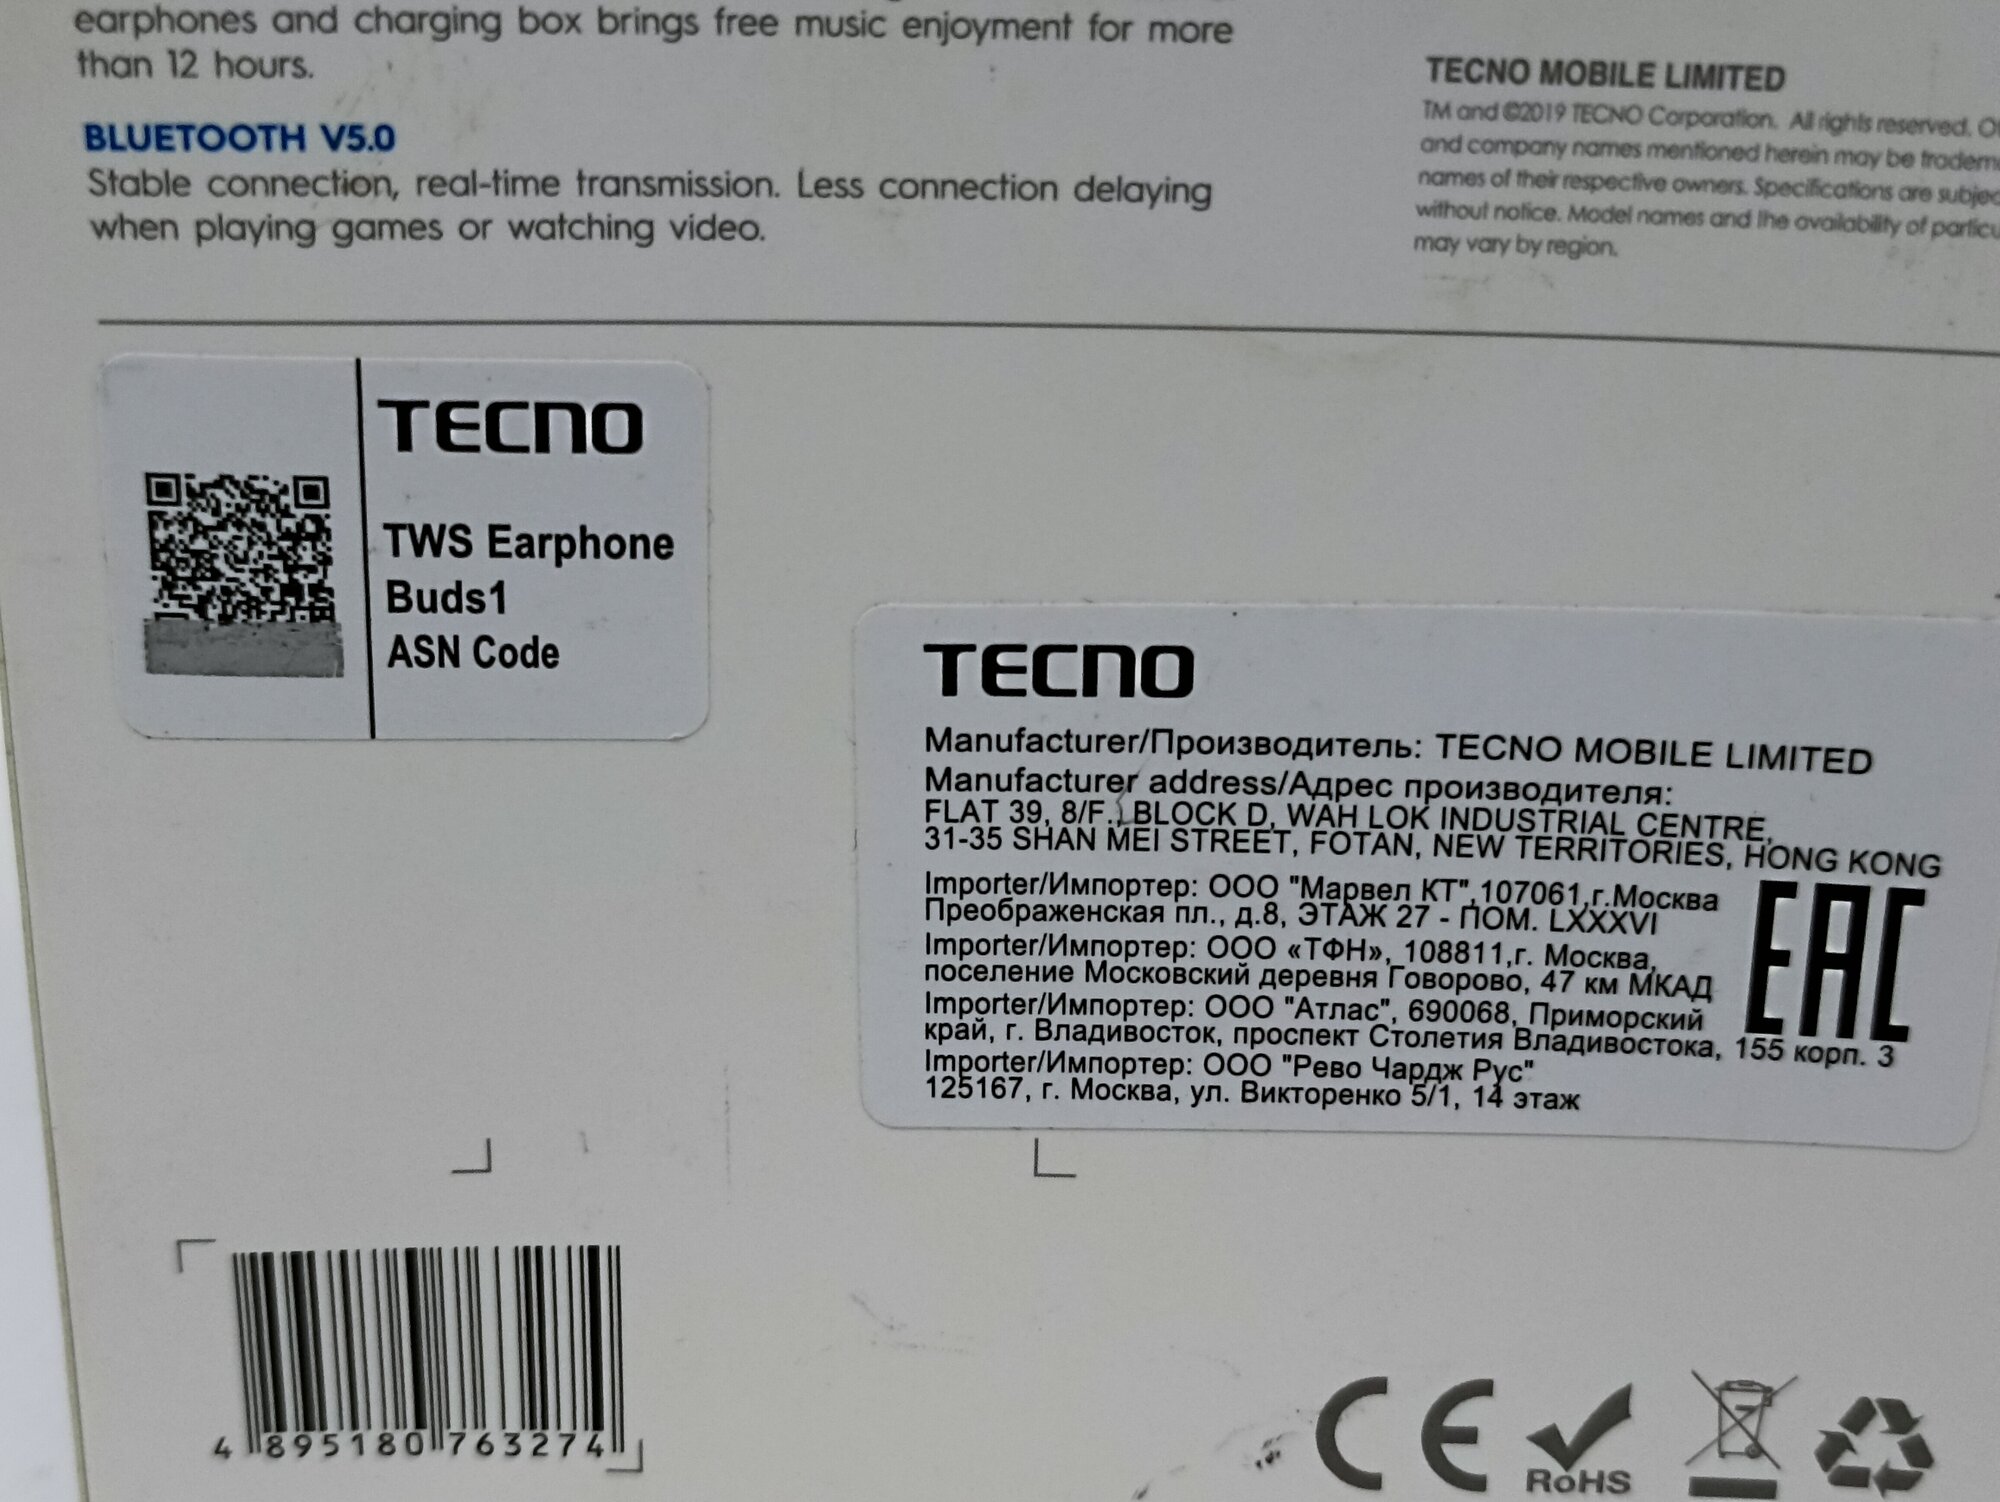 earphones and charging box brings free music enjoyment for more
than 12 hours.
BLUETOOTH V5.0
Stable connection, real-time transmission. Less connection delaying
when playing games or watching video.
TECNO MOBILE LIMITED
TM and ©2019 TECNO Corporation. All rights reserved.
and company names mentioned herein may be
names of their respective owners. Specifications are
without notice. Model names and the availability of
may vary by region.
TECNO
TWS Earphone
Buds1
ASN Code
TECNO
Manufacturer/Производитель: TECNO MOBILE LIMITED
Manufacturer address/Адрес производителя:
FLAT 39, 8/F., BLOCK D, WAH LOK INDUSTRIAL CENTRE,
31-35 SHAN MEI STREET, FOTAN, NEW TERRITORIES, HONG KONG
Importer/Импортер: ООО "Марвел КТ",107061,г.Москва
Преображенская пл., д.8, ЭТАЖ 27 - ПОМ. LXXXVI
Importer/Импортер: ООО «ТФН», 108811,г. Москва,
поселение Московский деревня Говорово, 47 км МКАД
Importer/Импортер: ООО "Атлас", 690068, Приморский
край, г. Владивосток, проспект Столетия Владивостока, 155 корп. 3
Importer/Импортер: ООО "Рево Чардж Рус"
125167, г. Москва, ул. Викторенко 5/1, 14 этаж
EAC
4 895180 763274
CE
RoHS